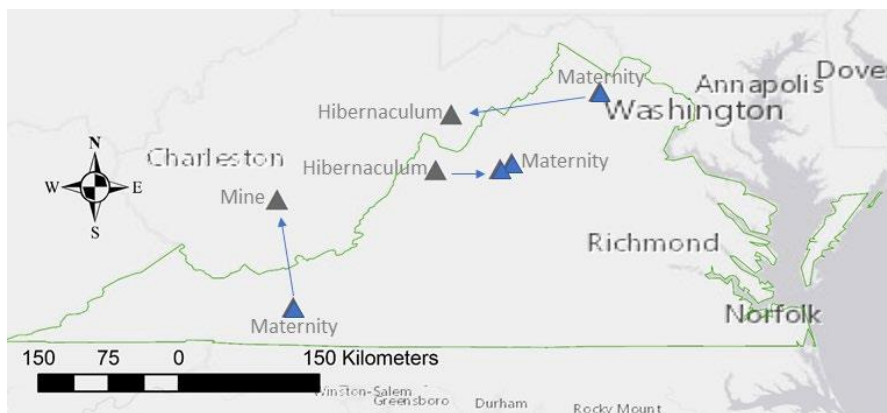 Maternity
Annapolis
Dove
Hibernaculum
Washington
Charleston
Hibernaculum
Maternity
N
W
E
S
Mine
Richmond
Norfolk
Maternity
150 75 0 150 Kilometers
Winston-Salem
Greensboro
Durham
Rocky Mount